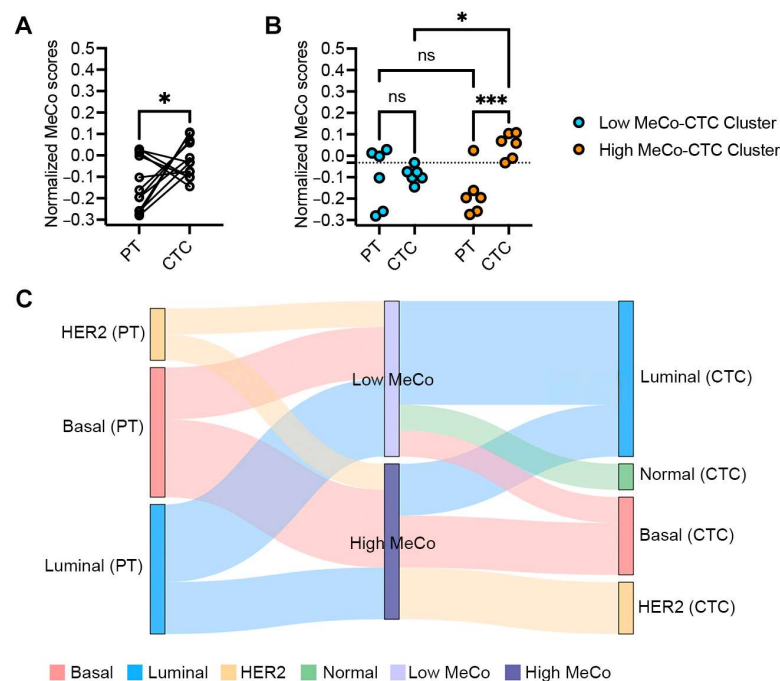 A
Normalized MeCo scores
0.5
0.4
0.3
0.2
0.1
0.0
−0.1
−0.2
−0.3
*
PT
CTC
B
Normalized MeCo scores
0.5
0.4
0.3
0.2
0.1
0.0
−0.1
−0.2
−0.3
*
ns
ns
***
PT
CTC
PT
CTC
Low MeCo-CTC Cluster
High MeCo-CTC Cluster
C
HER2 (PT)
Basal (PT)
Luminal (PT)
Low MeCo
High MeCo
Luminal (CTC)
Normal (CTC)
Basal (CTC)
HER2 (CTC)
Basal Luminal HER2 Normal Low MeCo High MeCo